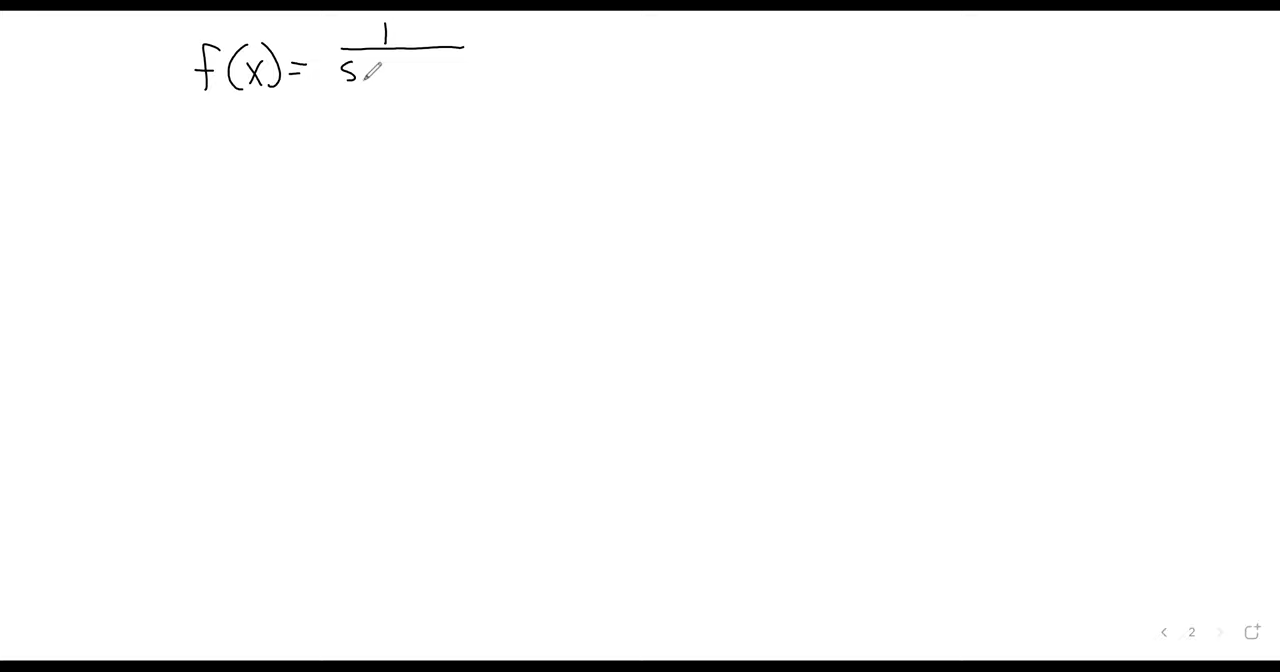 f(x) = 1/s
2